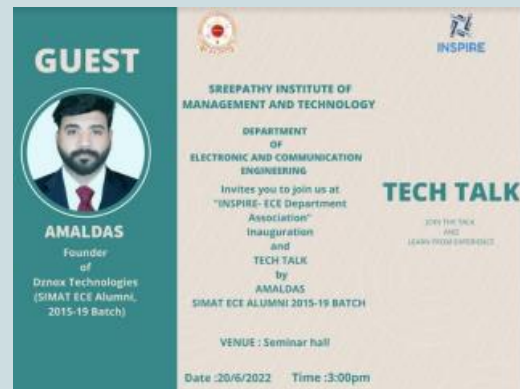 GUEST
AMALDAS
Founder
of
Dznox Technologies
(SIMAT ECE Alumni,
2015-19 Batch)
SREEPATHY INSTITUTE OF
MANAGEMENT AND TECHNOLOGY
DEPARTMENT
OF
ELECTRONIC AND COMMUNICATION
ENGINEERING
Invites you to join us at
"INSPIRE- ECE Department
Association"
Inauguration
and
TECH TALK
by
AMALDAS
SIMAT ECE ALUMNI 2015-19 BATCH
VENUE : Seminar hall
Date :20/6/2022 Time :3:00pm
INSPIRE
TECH TALK
JOIN THE TALK
AND
LEARN FROM EXPERIENCE